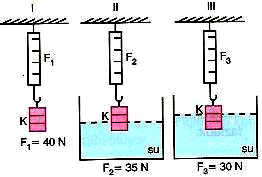 I II III
F₁ F₂ F₃
K K K
su su
F₁ = 40 N
F₂ = 35 N
F₃ = 30 N